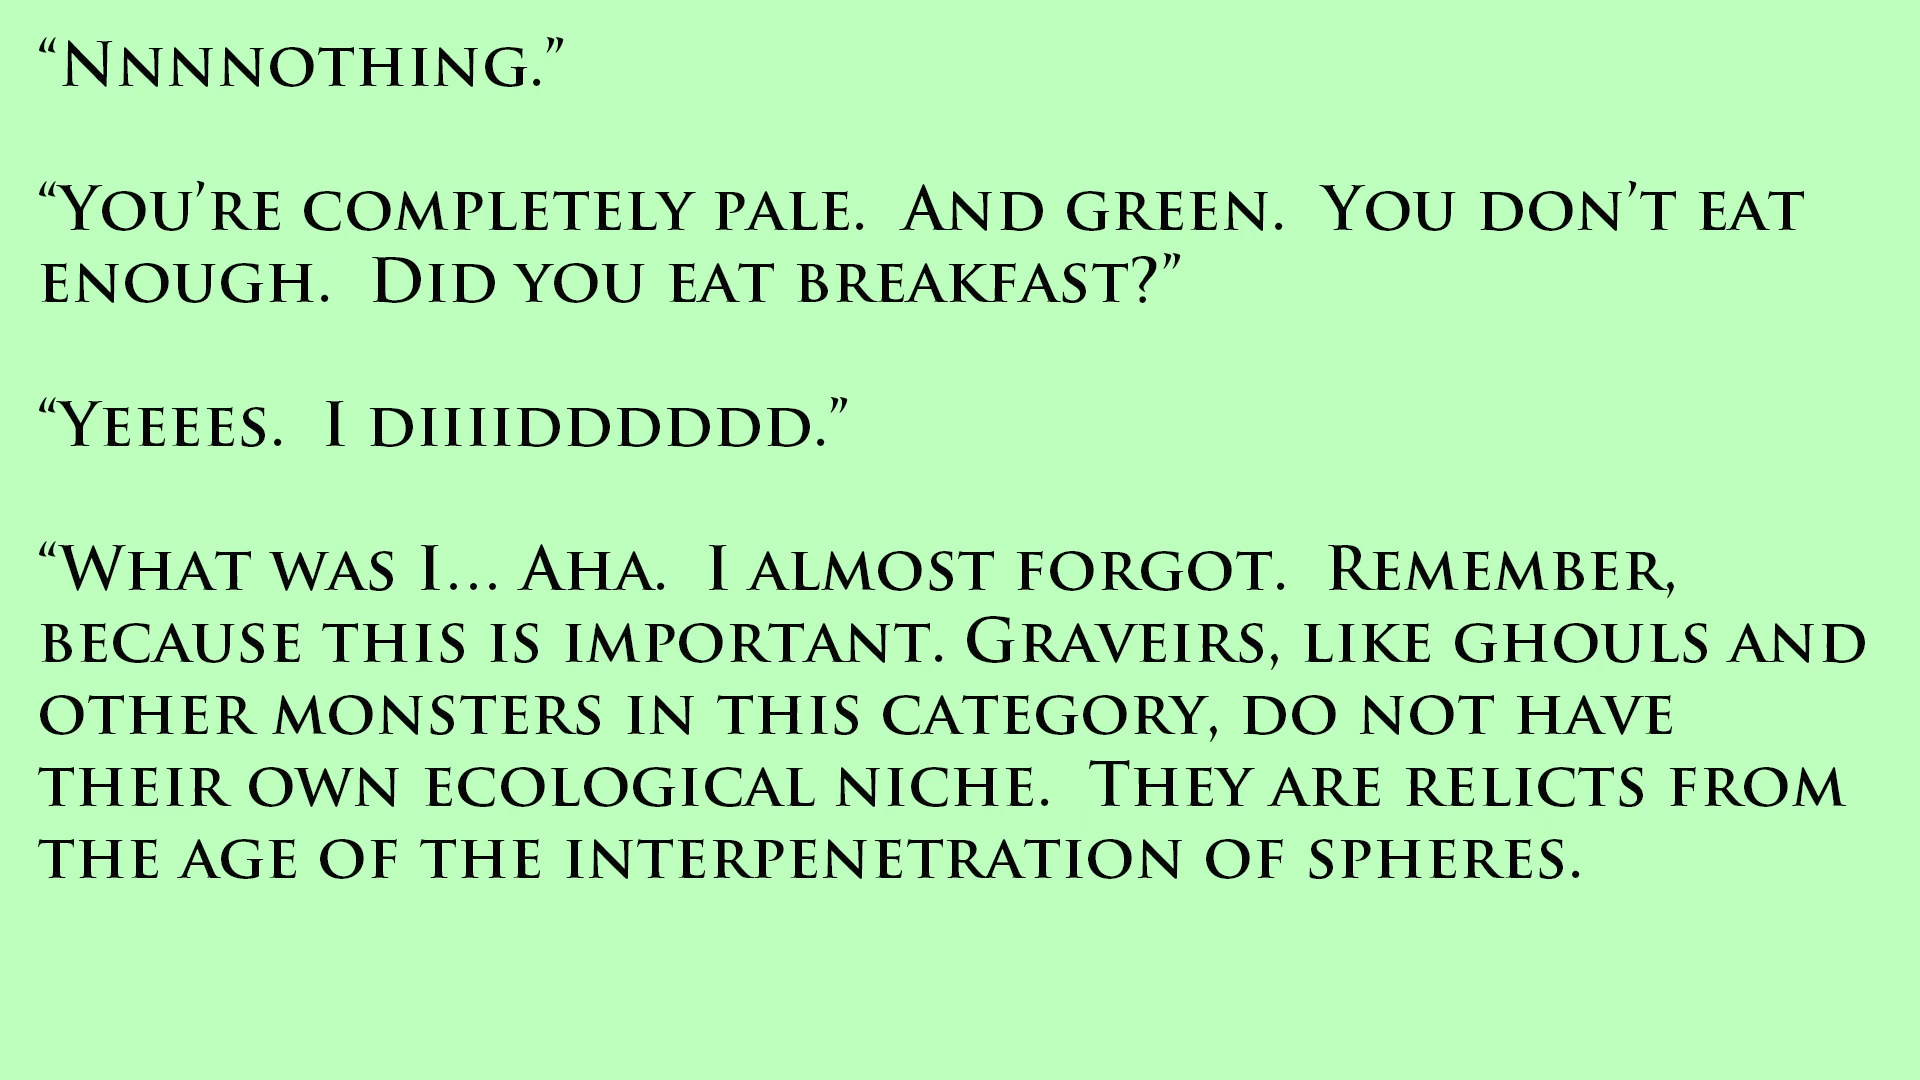 “Nnnnothing.”
“You’re completely pale.  And green.  You don’t eat
enough.  Did you eat breakfast?”
“Yeeees.  I diiiidddddd.”
“What was I… Aha.  I almost forgot.  Remember,
because this is important. Graveirs, like ghouls and
other monsters in this category, do not have
their own ecological niche.  They are relicts from
the age of the interpenetration of spheres.